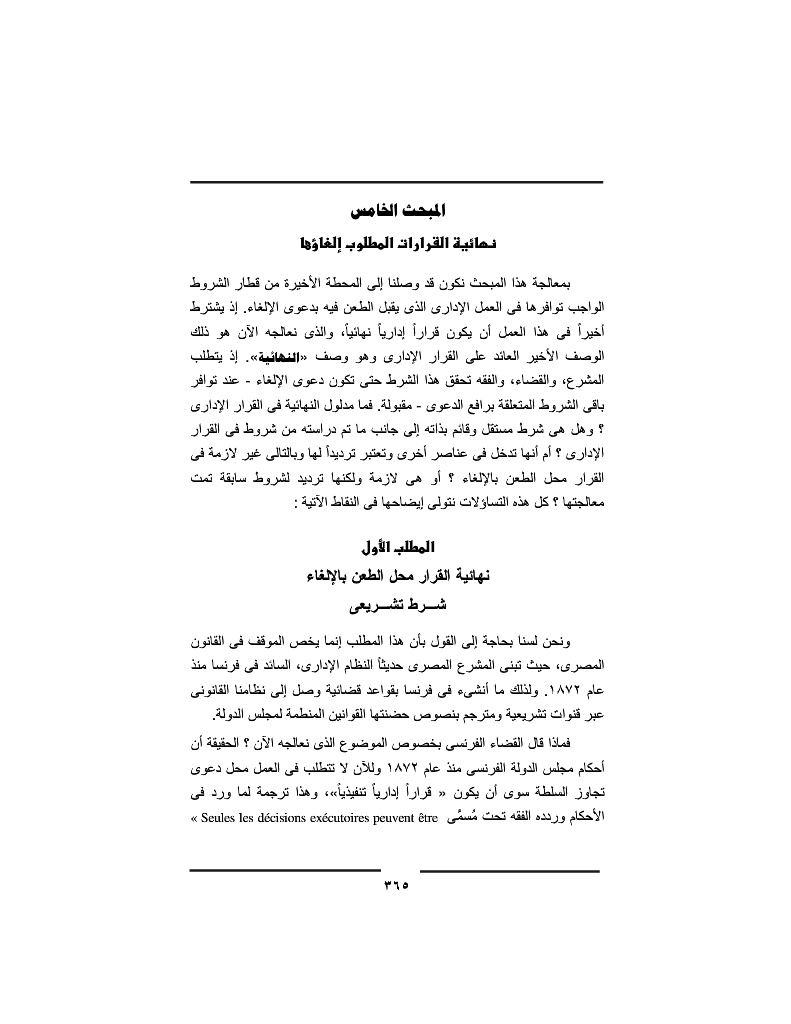 المبحث الخامس
نهائية القرارات المطلوب إلغاؤها
بمعالجة هذا المبحث نكون قد وصلنا إلى المحطة الأخيرة من قطار الشروط
الواجب توافرها فى العمل الإدارى الذى يقبل الطعن فيه بدعوى الإلغاء. إذ يشترط
أخيراً فى هذا العمل أن يكون قراراً إدارياً نهائياً، والذى نعالجه الآن هو ذلك
الوصف الأخير العائد على القرار الإدارى وهو وصف «النهائية». إذ يتطلب
المشرع، والقضاء، والفقه تحقق هذا الشرط حتى تكون دعوى الإلغاء - عند توافر
باقى الشروط المتعلقة برافع الدعوى - مقبولة. فما مدلول النهائية فى القرار الإدارى
؟ وهل هى شرط مستقل وقائم بذاته إلى جانب ما تم دراسته من شروط فى القرار
الإدارى ؟ أم أنها تدخل فى عناصر أخرى وتعتبر ترديداً لها وبالتالى غير لازمة فى
القرار محل الطعن بالإلغاء ؟ أو هى لازمة ولكنها ترديد لشروط سابقة تمت
معالجتها ؟ كل هذه التساؤلات نتولى إيضاحها فى النقاط الآتية :
المطلب الأول
نهائية القرار محل الطعن بالإلغاء
شـــرط تشـــريعى
ونحن لسنا بحاجة إلى القول بأن هذا المطلب إنما يخص الموقف فى القانون
المصرى، حيث تبنى المشرع المصرى حديثاً النظام الإدارى، السائد فى فرنسا منذ
عام ١٨٧٢. ولذلك ما أنشىء فى فرنسا بقواعد قضائية وصل إلى نظامنا القانونى
عبر قنوات تشريعية ومترجم بنصوص حضنتها القوانين المنظمة لمجلس الدولة.
فماذا قال القضاء الفرنسى بخصوص الموضوع الذى نعالجه الآن ؟ الحقيقة أن
أحكام مجلس الدولة الفرنسى منذ عام ١٨٧٢ وللآن لا تتطلب فى العمل محل دعوى
تجاوز السلطة سوى أن يكون « قراراً إدارياً تنفيذياً»، وهذا ترجمة لما ورد فى
الأحكام وردده الفقه تحت مُسمَّى « Seules les décisions exécutoires peuvent être
٣٦٥